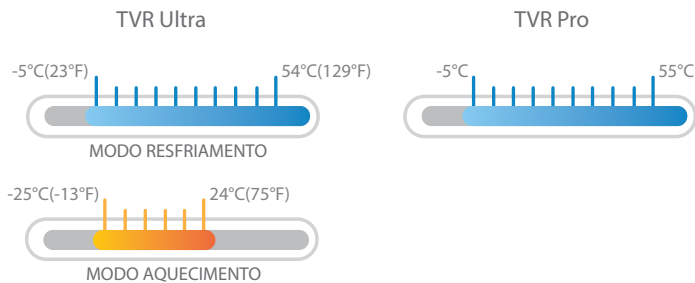 TVR Ultra
TVR Pro
-5°C(23°F)
54°C(129°F)
-5°C
55°C
MODO RESFRIAMENTO
-25°C(-13°F)
24°C(75°F)
MODO AQUECIMENTO